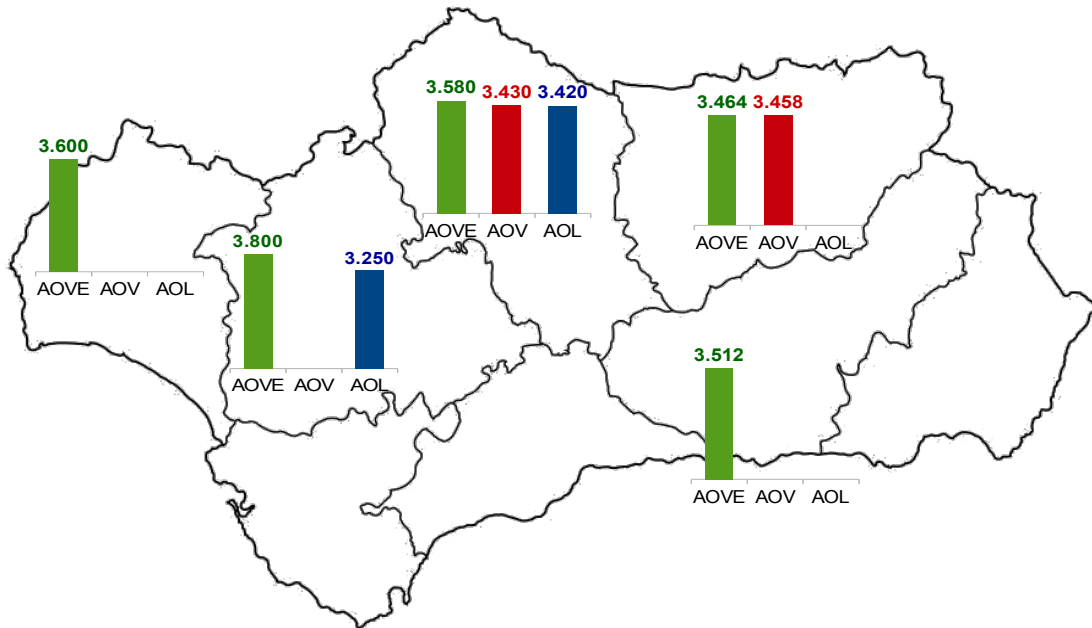 3.580 3.430 3.420
AOVE AOV AOL
3.464 3.458
AOVE AOV AOL
3.600
AOVE AOV AOL
3.800 3.250
AOVE AOV AOL
3.512
AOVE AOV AOL